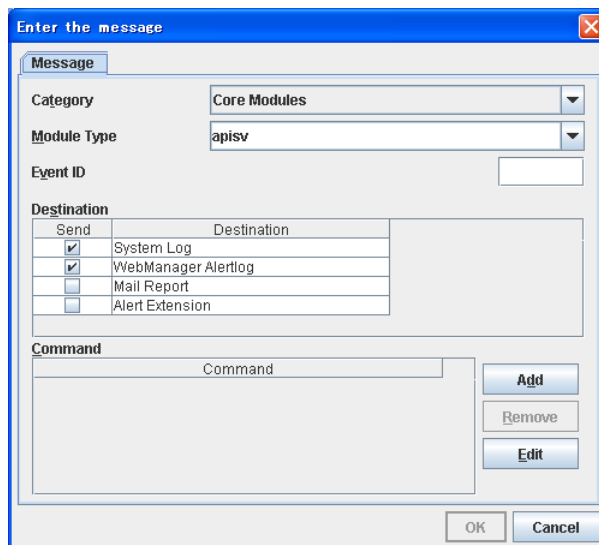 Enter the message
Message
Category Core Modules
Module Type apisv
Event ID
Destination
Send Destination
System Log
WebManager Alertlog
Mail Report
Alert Extension
Command
Command
Add
Remove
Edit
OK Cancel